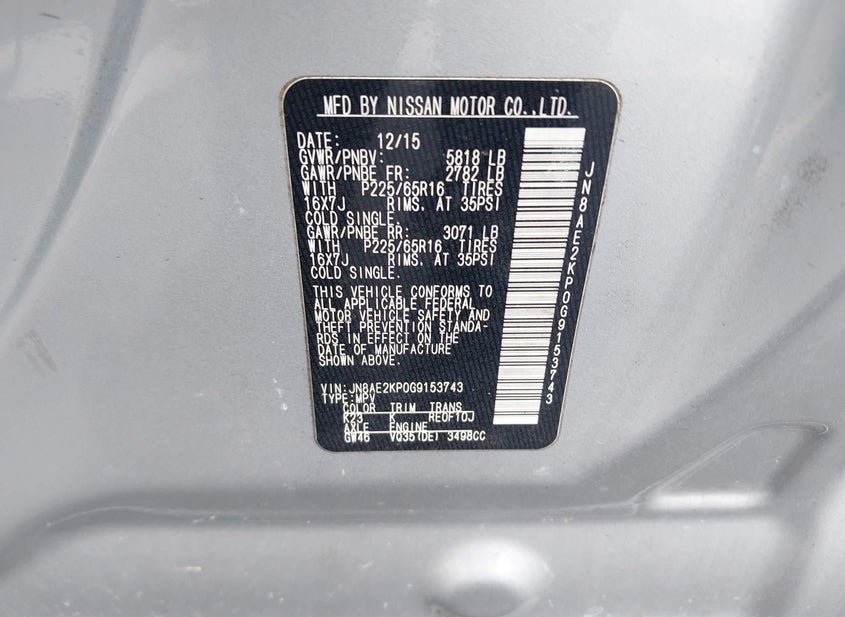 MFD BY NISSAN MOTOR CO.,LTD.
DATE: 12/15
GVWR/PNBV: 5818 LB
GAWR/PNBE FR: 2782 LB
WITH P225/65R16 TIRES
16X7J RIMS, AT 35PSI
COLD SINGLE.
GAWR/PNBE RR: 3071 LB
WITH P225/65R16 TIRES
16X7J RIMS, AT 35PSI
COLD SINGLE.
THIS VEHICLE CONFORMS TO
ALL APPLICABLE FEDERAL
MOTOR VEHICLE SAFETY AND
THEFT PREVENTION STANDA-
RDS IN EFFECT ON THE
DATE OF MANUFACTURE
SHOWN ABOVE.
VIN: JN8AE2KP0G9153743
TYPE: MPV
COLOR TRIM TRANS
K23 K RE0F10J
AXLE ENGINE
GW46 VQ35(DE) 3498CC
JN8AE2KP0G9153743